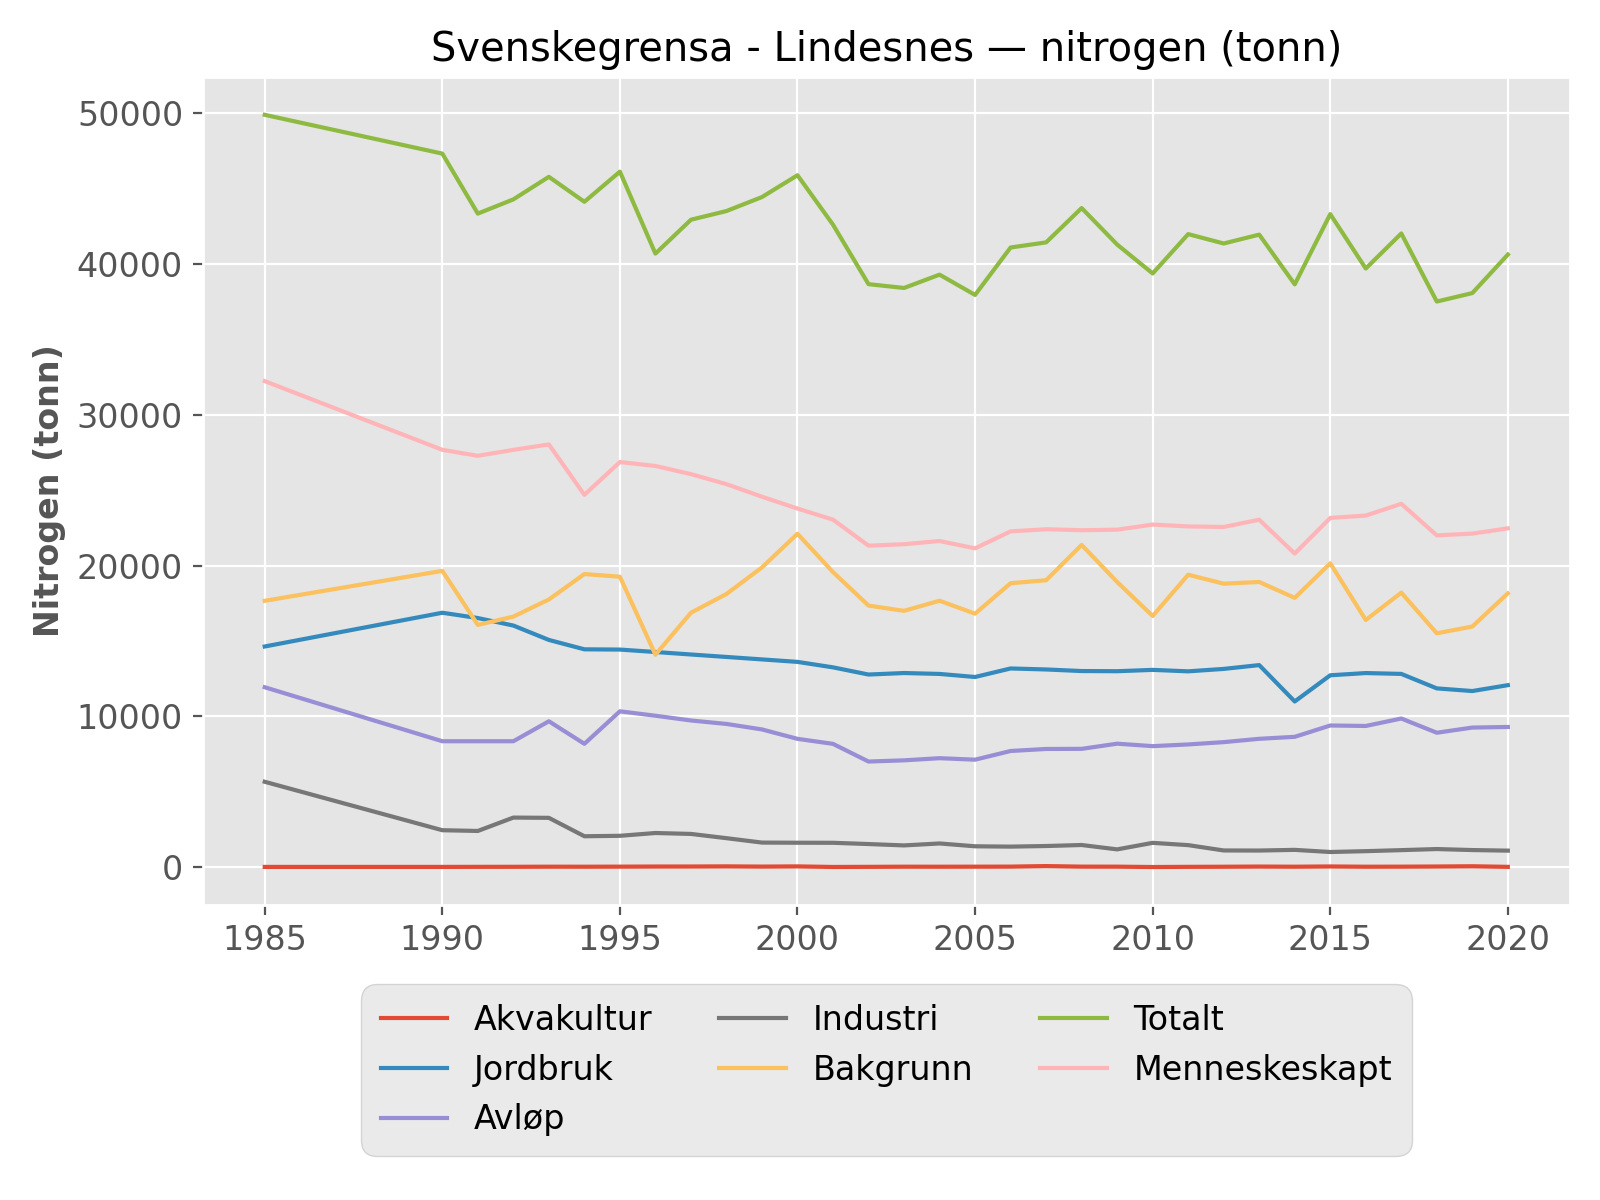 Svenskegrensa - Lindesnes — nitrogen (tonn)
Nitrogen (tonn)
50000
40000
30000
20000
10000
0
1985 1990 1995 2000 2005 2010 2015 2020
Akvakultur Industri Totalt
Jordbruk Bakgrunn Menneskeskapt
Avløp